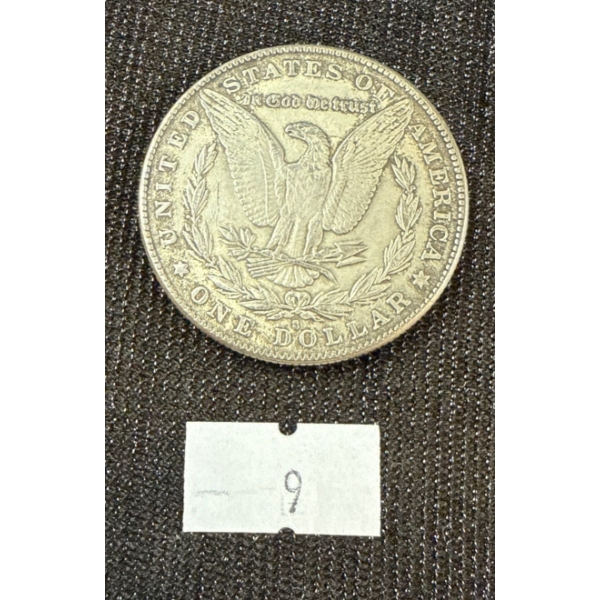 UNITED STATES OF AMERICA
In God we trust
ONE DOLLAR
9